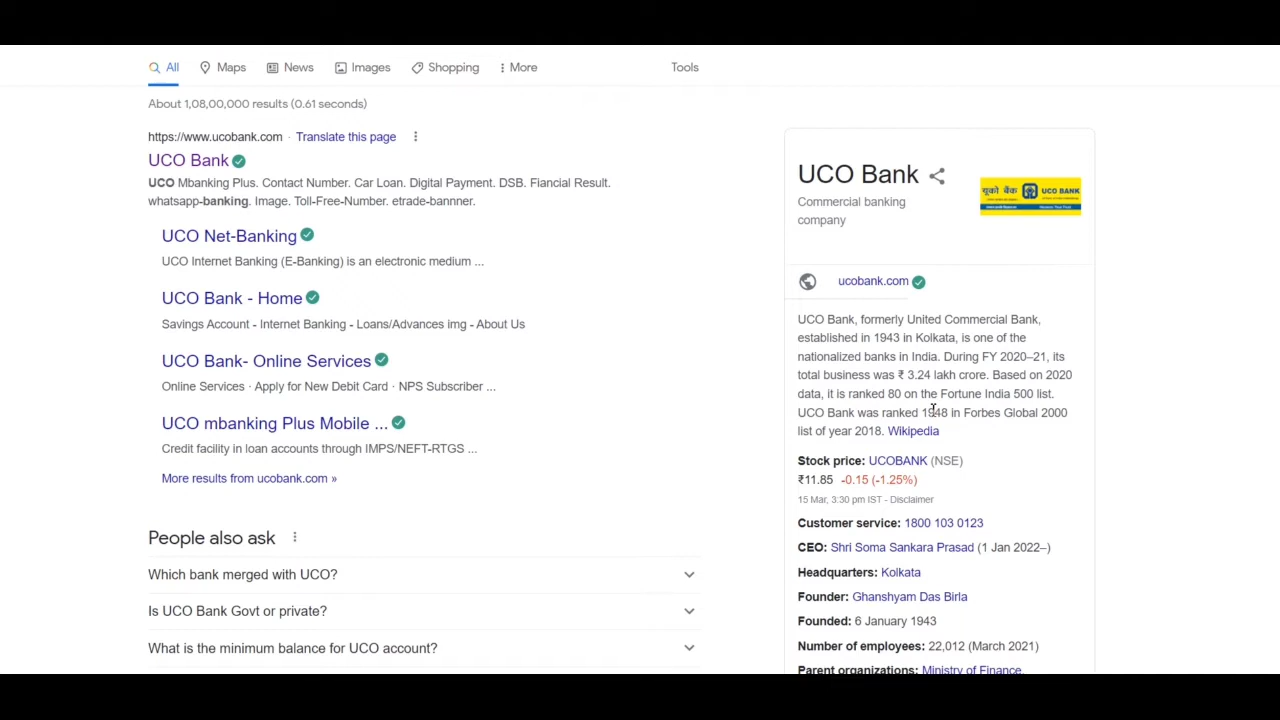 All Maps News Images Shopping More Tools
About 1,08,00,000 results (0.61 seconds)
https://www.ucobank.com · Translate this page
UCO Bank
UCO Mbanking Plus. Contact Number. Car Loan. Digital Payment. DSB. Fiancial Result.
whatsapp-banking. Image. Toll-Free-Number. etrade-bannner.
UCO Net-Banking
UCO Internet Banking (E-Banking) is an electronic medium ...
UCO Bank - Home
Savings Account - Internet Banking - Loans/Advances img - About Us
UCO Bank- Online Services
Online Services · Apply for New Debit Card · NPS Subscriber ...
UCO mbanking Plus Mobile ...
Credit facility in loan accounts through IMPS/NEFT-RTGS ...
More results from ucobank.com »
People also ask
Which bank merged with UCO?
Is UCO Bank Govt or private?
What is the minimum balance for UCO account?
UCO Bank
Commercial banking
company
यूको बैंक UCO BANK
ucobank.com
UCO Bank, formerly United Commercial Bank,
established in 1943 in Kolkata, is one of the
nationalized banks in India. During FY 2020–21, its
total business was ₹ 3.24 lakh crore. Based on 2020
data, it is ranked 80 on the Fortune India 500 list.
UCO Bank was ranked 1948 in Forbes Global 2000
list of year 2018. Wikipedia
Stock price: UCOBANK (NSE)
₹11.85 -0.15 (-1.25%)
15 Mar, 3:30 pm IST - Disclaimer
Customer service: 1800 103 0123
CEO: Shri Soma Sankara Prasad (1 Jan 2022–)
Headquarters: Kolkata
Founder: Ghanshyam Das Birla
Founded: 6 January 1943
Number of employees: 22,012 (March 2021)
Parent organizations: Ministry of Finance,